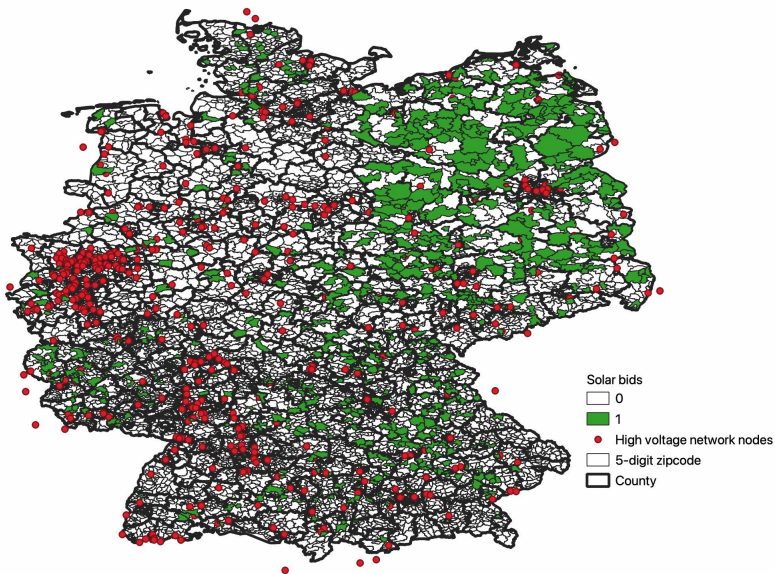 Solar bids
0
1
High voltage network nodes
5-digit zipcode
County